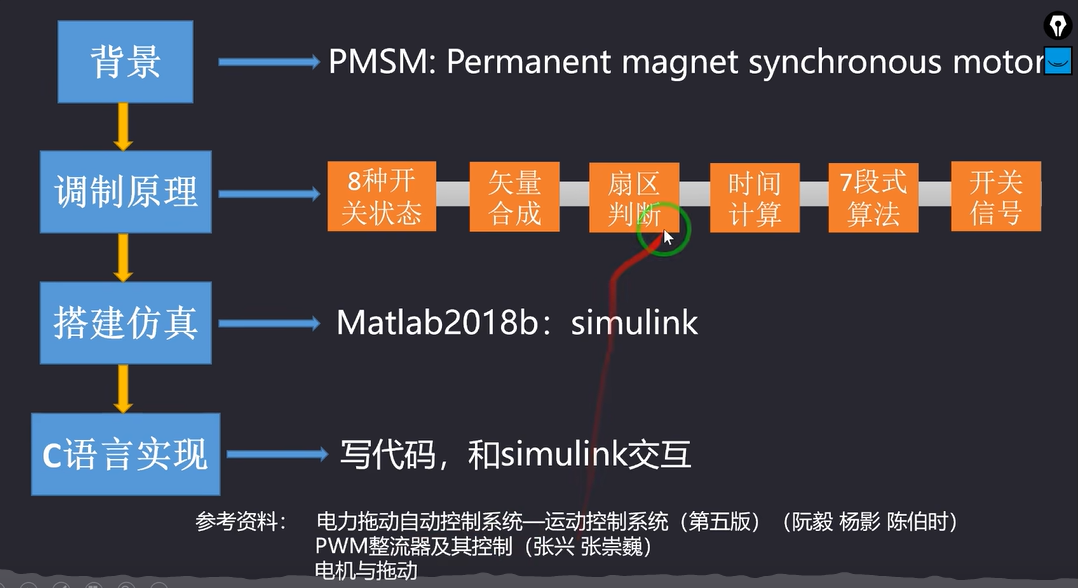 背景
PMSM: Permanent magnet synchronous motor
调制原理
8种开
关状态
矢量
合成
扇区
判断
时间
计算
7段式
算法
开关
信号
搭建仿真
Matlab2018b：simulink
C语言实现
写代码，和simulink交互
参考资料： 电力拖动自动控制系统—运动控制系统（第五版）（阮毅 杨影 陈伯时）
PWM整流器及其控制（张兴 张崇巍）
电机与拖动